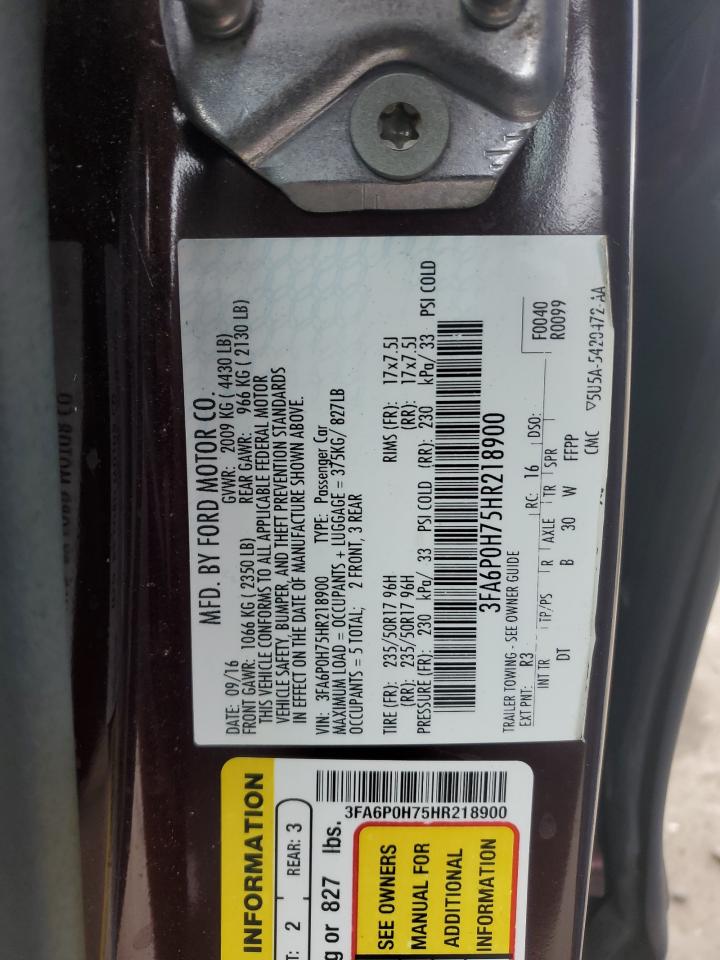 MFD. BY FORD MOTOR CO.
DATE: 09/16 GVWR: 2009 KG ( 4430 LB)
FRONT GAWR: 1066 KG ( 2350 LB) REAR GAWR: 966 KG ( 2130 LB)
THIS VEHICLE CONFORMS TO ALL APPLICABLE FEDERAL MOTOR
VEHICLE SAFETY, BUMPER, AND THEFT PREVENTION STANDARDS
IN EFFECT ON THE DATE OF MANUFACTURE SHOWN ABOVE.
VIN: 3FA6P0H75HR218900 TYPE: Passenger Car
MAXIMUM LOAD = OCCUPANTS + LUGGAGE = 375KG/ 827LB
OCCUPANTS = 5 TOTAL; 2 FRONT, 3 REAR
TIRE (FR): 235/50R17 96H RIMS (FR): 17x7.5J
(RR): 235/50R17 96H (RR): 17x7.5J
PRESSURE (FR): 230 kPa/ 33 PSI COLD (RR): 230 kPa/ 33 PSI COLD
3FA6P0H75HR218900
F0040
R0099
TRAILER TOWING - SEE OWNER GUIDE
EXT PNT: R3 RC: 16 DSO:
INT TR TP/PS R AXLE TR SPR
DT B 30 W FFPP
CMC ▽5U5A-5420472-AA
INFORMATION
2 REAR: 3
or 827 lbs.
3FA6P0H75HR218900
SEE OWNERS
MANUAL FOR
ADDITIONAL
INFORMATION